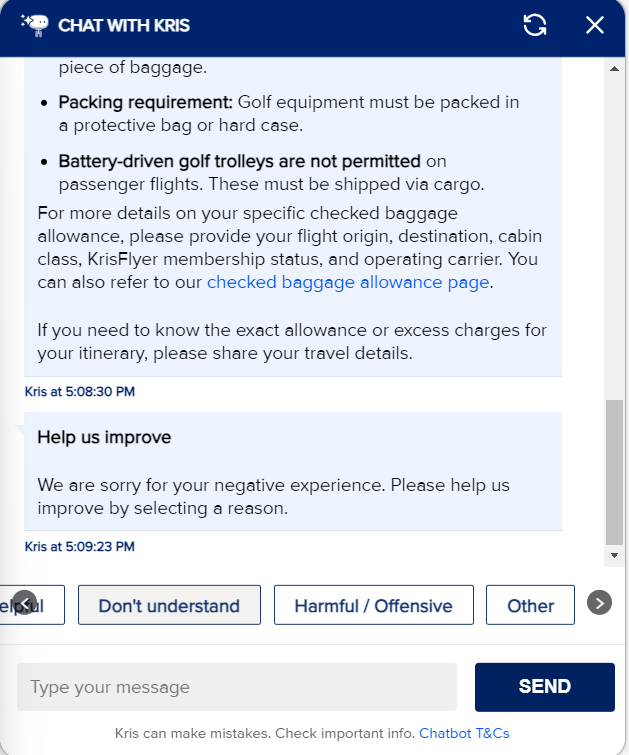 CHAT WITH KRIS
piece of baggage.
• Packing requirement: Golf equipment must be packed in
a protective bag or hard case.
• Battery-driven golf trolleys are not permitted on
passenger flights. These must be shipped via cargo.
For more details on your specific checked baggage
allowance, please provide your flight origin, destination, cabin
class, KrisFlyer membership status, and operating carrier. You
can also refer to our checked baggage allowance page.
If you need to know the exact allowance or excess charges for
your itinerary, please share your travel details.
Kris at 5:08:30 PM
Help us improve
We are sorry for your negative experience. Please help us
improve by selecting a reason.
Kris at 5:09:23 PM
Don't understand
Harmful / Offensive
Other
Type your message
SEND
Kris can make mistakes. Check important info. Chatbot T&Cs